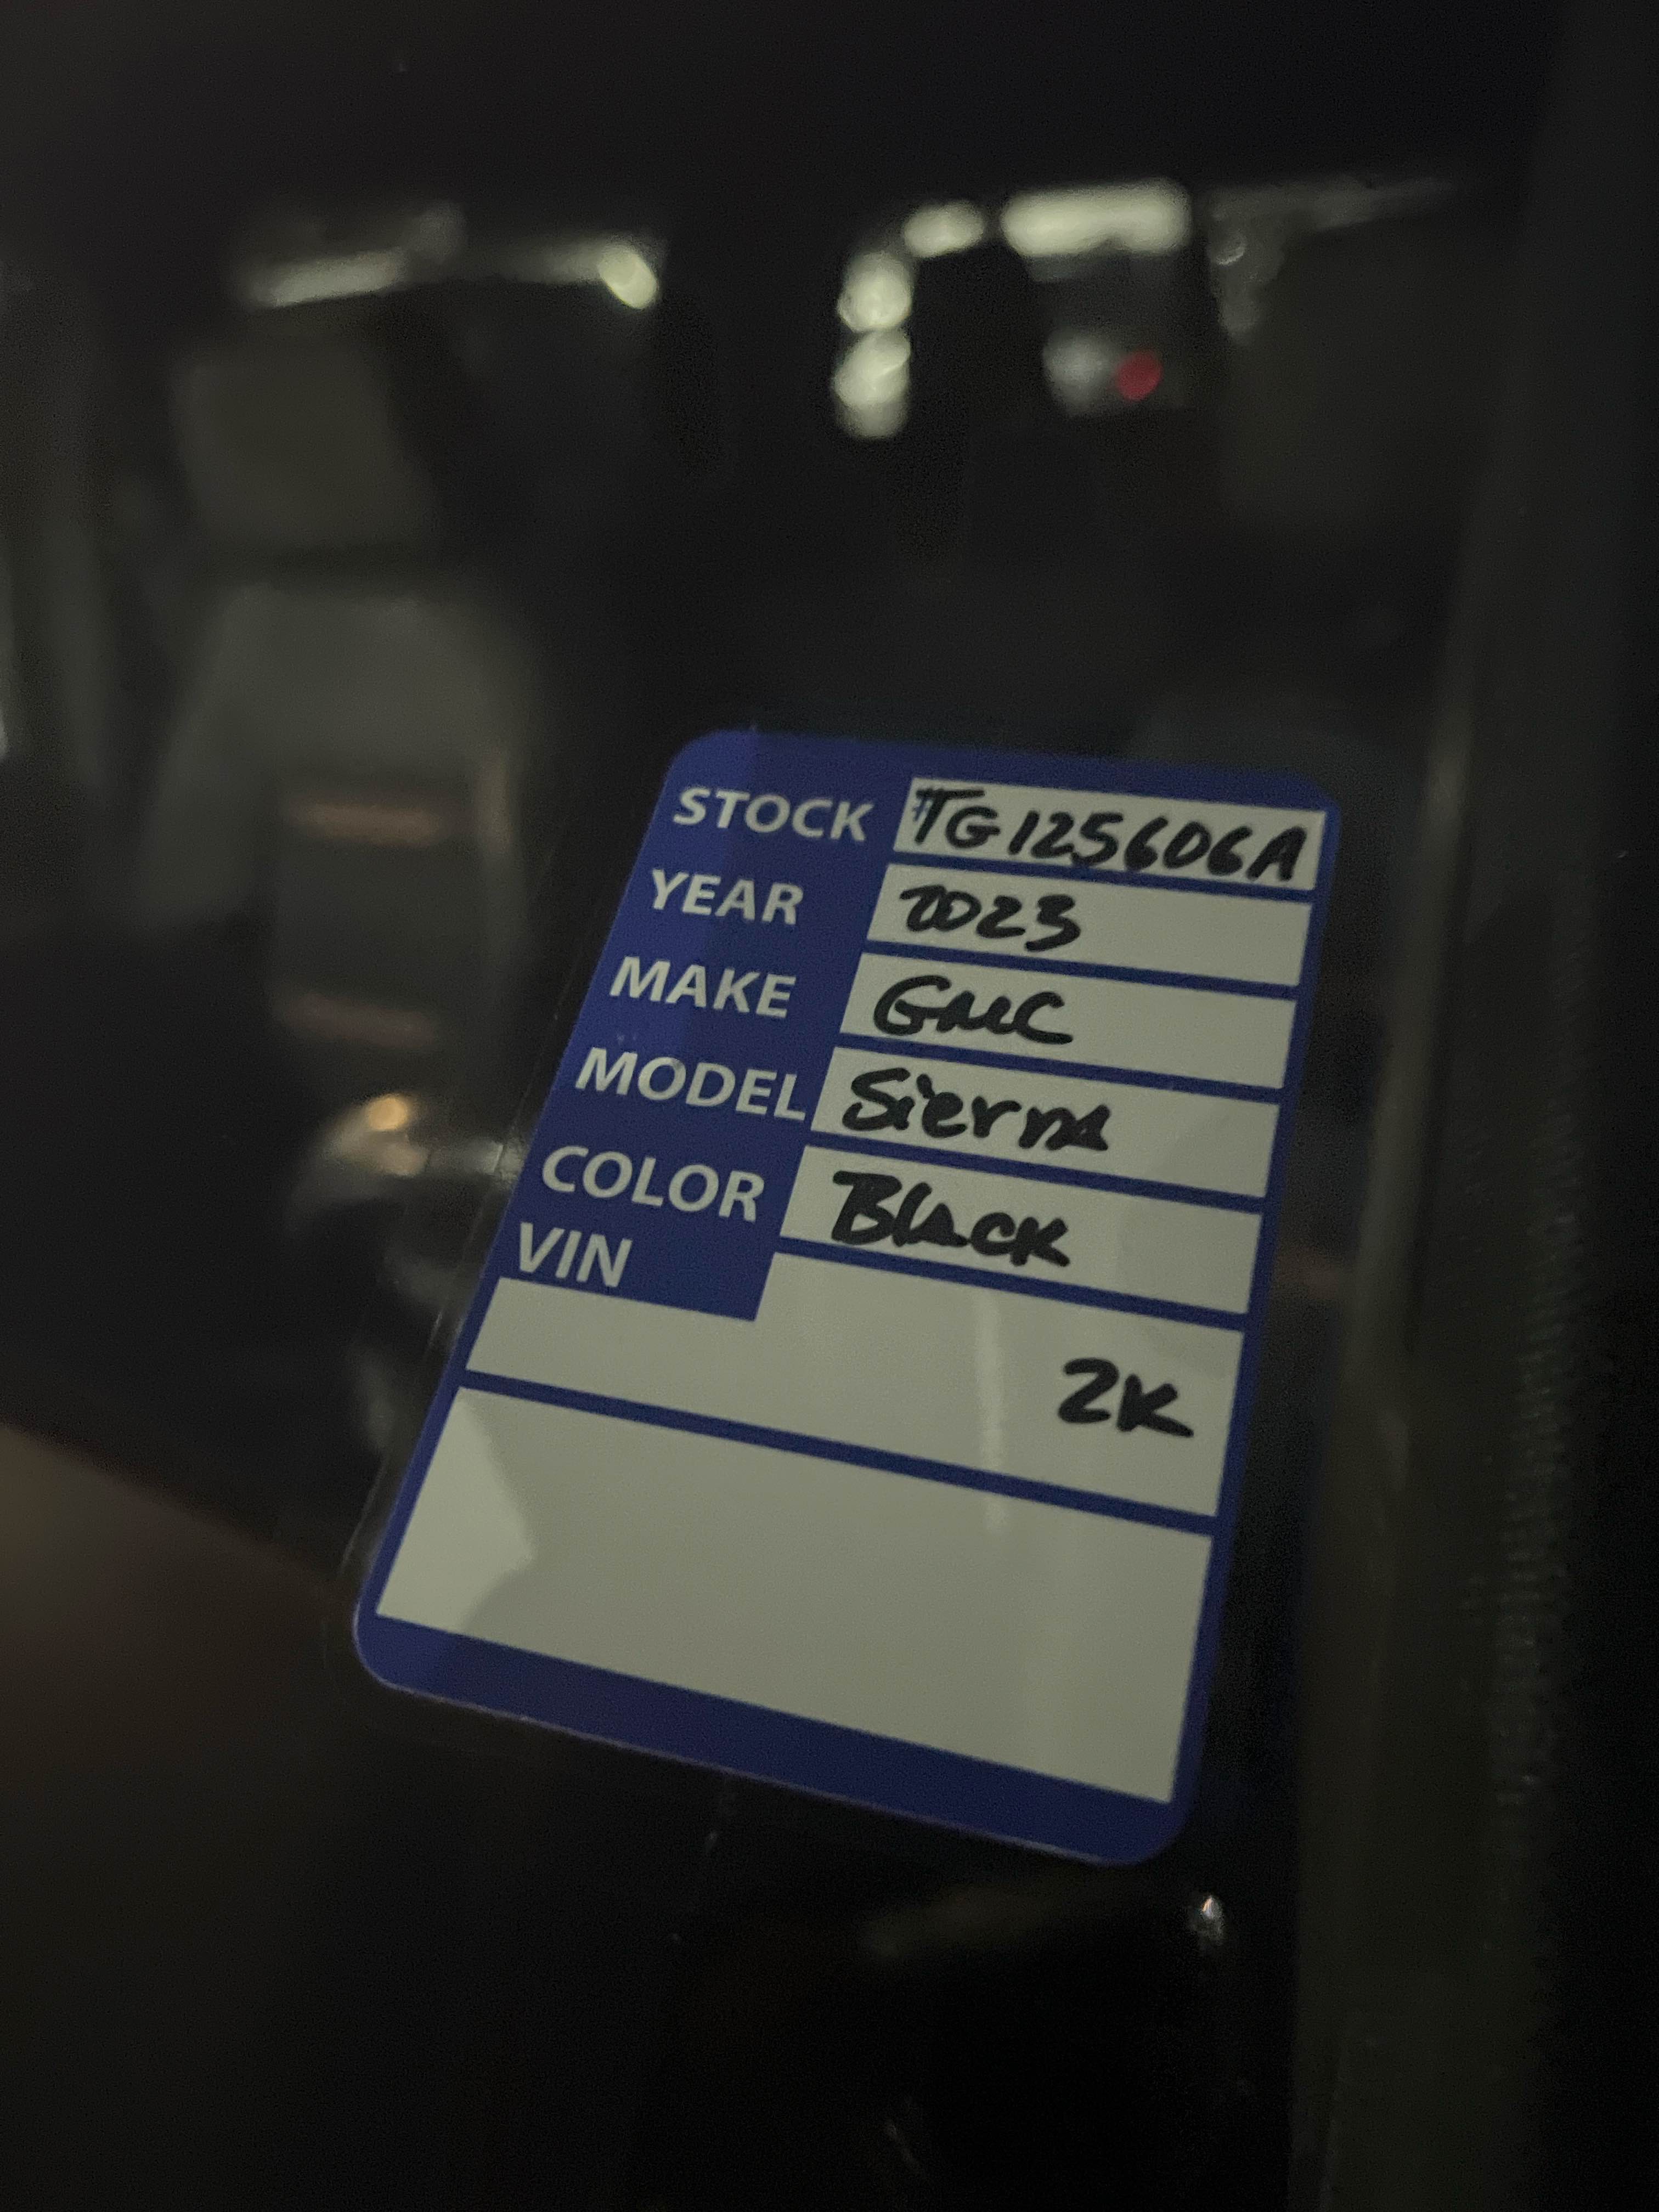 STOCK #TG125606A
YEAR 2023
MAKE GMC
MODEL Sierra
COLOR Black
VIN
2K